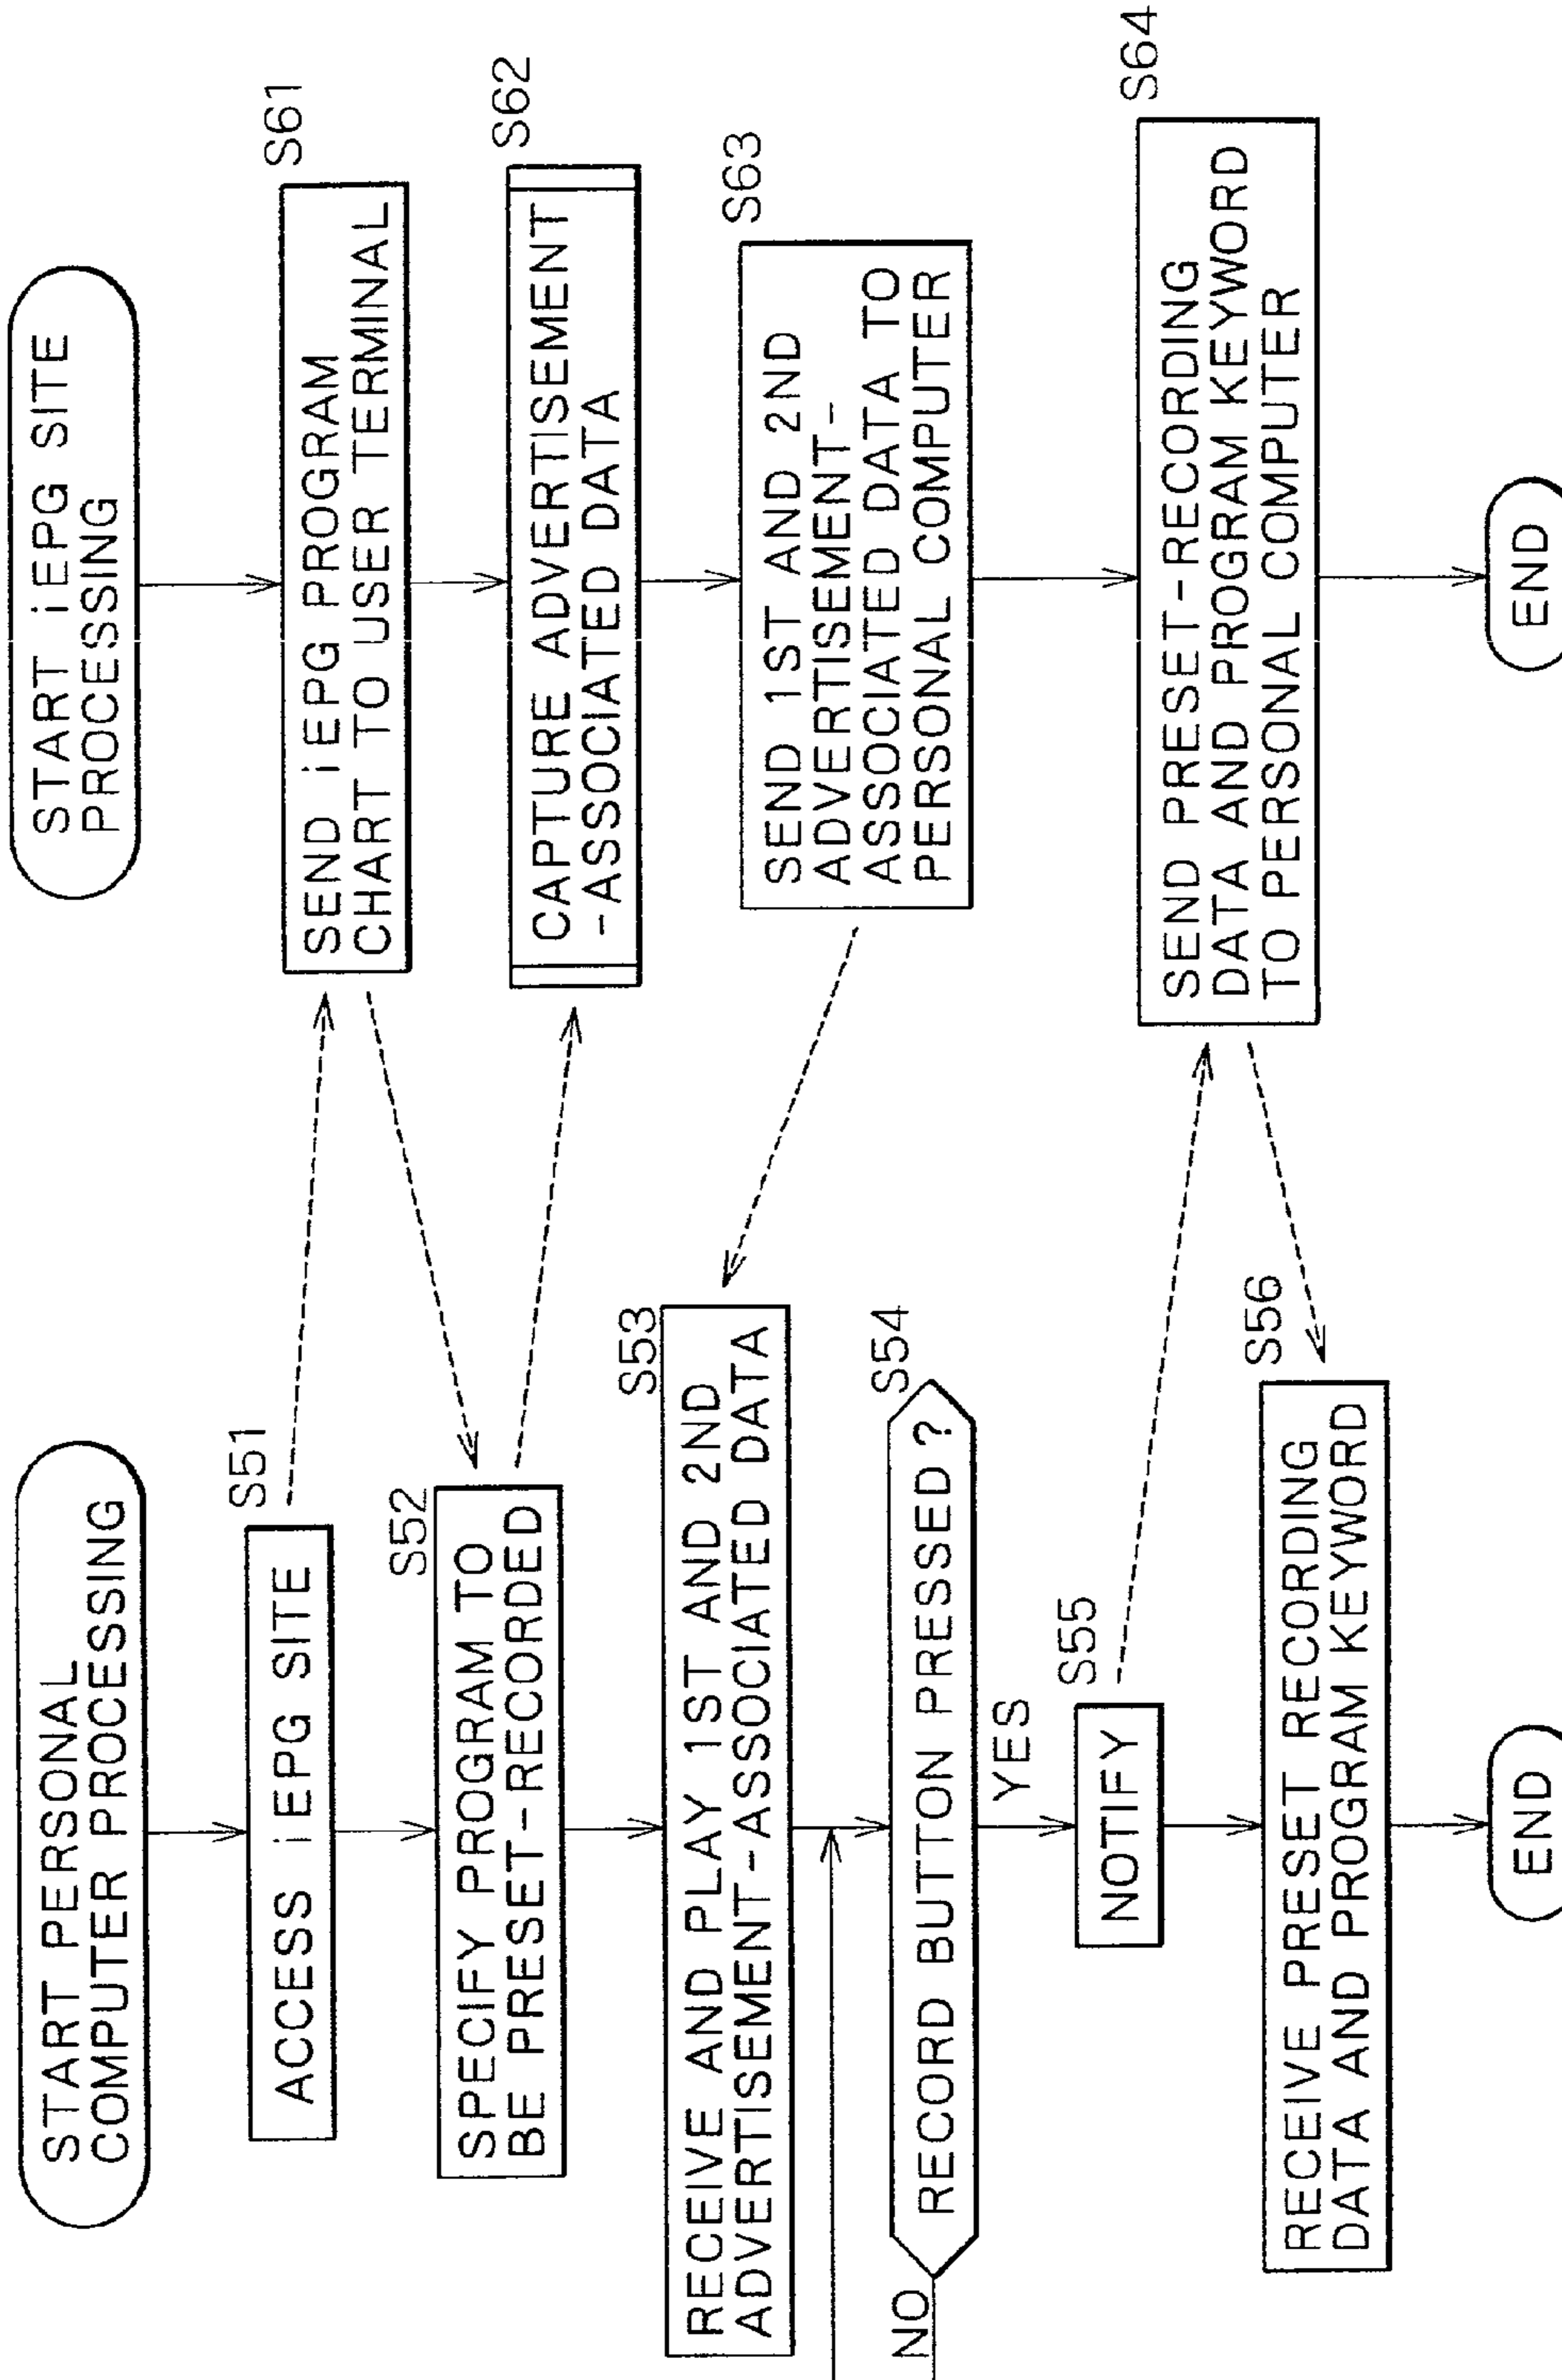 START PERSONAL
COMPUTER PROCESSING
S51
ACCESS iEPG SITE
S52
SPECIFY PROGRAM TO
BE PRESET-RECORDED
S53
RECEIVE AND PLAY 1ST AND 2ND
ADVERTISEMENT-ASSOCIATED DATA
S54
RECORD BUTTON PRESSED ?
NO
YES
S55
NOTIFY
S56
RECEIVE PRESET RECORDING
DATA AND PROGRAM KEYWORD
END
START iEPG SITE
PROCESSING
S61
SEND iEPG PROGRAM
CHART TO USER TERMINAL
S62
CAPTURE ADVERTISEMENT
-ASSOCIATED DATA
S63
SEND 1ST AND 2ND
ADVERTISEMENT-
ASSOCIATED DATA TO
PERSONAL COMPUTER
S64
SEND PRESET-RECORDING
DATA AND PROGRAM KEYWORD
TO PERSONAL COMPUTER
END